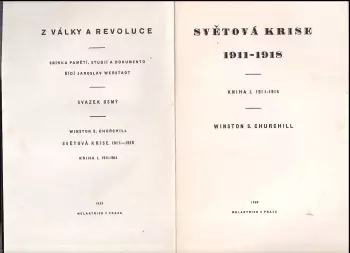 Z VÁLKY A REVOLUCE
SBÍRKA PAMĚTÍ, STUDIÍ A DOKUMENTŮ
ŘÍDÍ JAROSLAV WERSTADT
SVAZEK OSMÝ
WINSTON S. CHURCHILL
SVĚTOVÁ KRISE 1911–1918
KNIHA I. 1911-1914
MELANTRICH V PRAZE
SVĚTOVÁ KRISE
1911-1918
KNIHA I. 1911-1914
WINSTON S. CHURCHILL
MELANTRICH V PRAZE